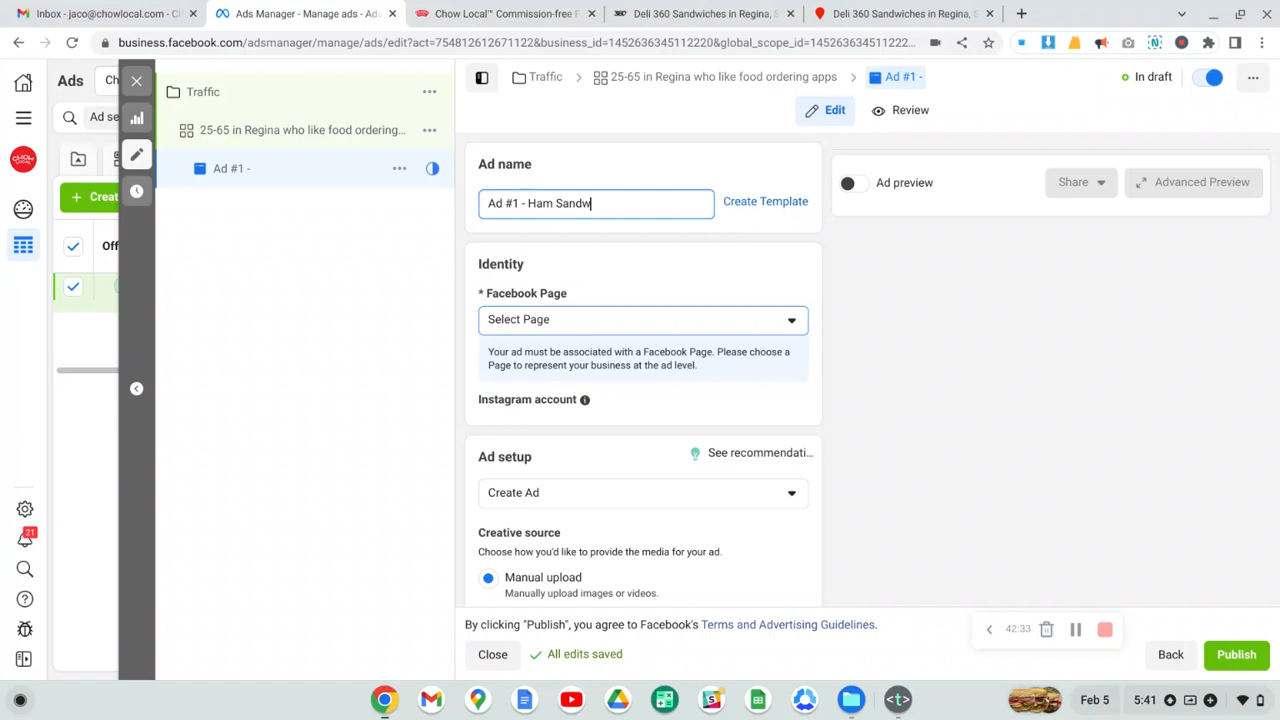 Inbox - jaco@chowlocal.com - C
Ads Manager - Manage ads - Ad
Chow Local™ Commission-free F
Deli 360 Sandwiches in Regina, S
Deli 360 Sandwiches in Regina, S
business.facebook.com/adsmanager/manage/ads/edit?act=754812612671122&business_id=1452636345112220&global_scope_id=145263634511222...
Ads
Ch
Ad se
Creat
Off
21
Traffic
25-65 in Regina who like food ordering...
Ad #1 -
Traffic
25-65 in Regina who like food ordering apps
Ad #1 -
In draft
Edit
Review
Ad name
Ad #1 - Ham Sandw
Create Template
Ad preview
Share
Advanced Preview
Identity
* Facebook Page
Select Page
Your ad must be associated with a Facebook Page. Please choose a
Page to represent your business at the ad level.
Instagram account
Ad setup
See recommendati...
Create Ad
Creative source
Choose how you'd like to provide the media for your ad.
Manual upload
Manually upload images or videos.
By clicking "Publish", you agree to Facebook's Terms and Advertising Guidelines.
42:33
Close
All edits saved
Back
Publish
Feb 5
5:41